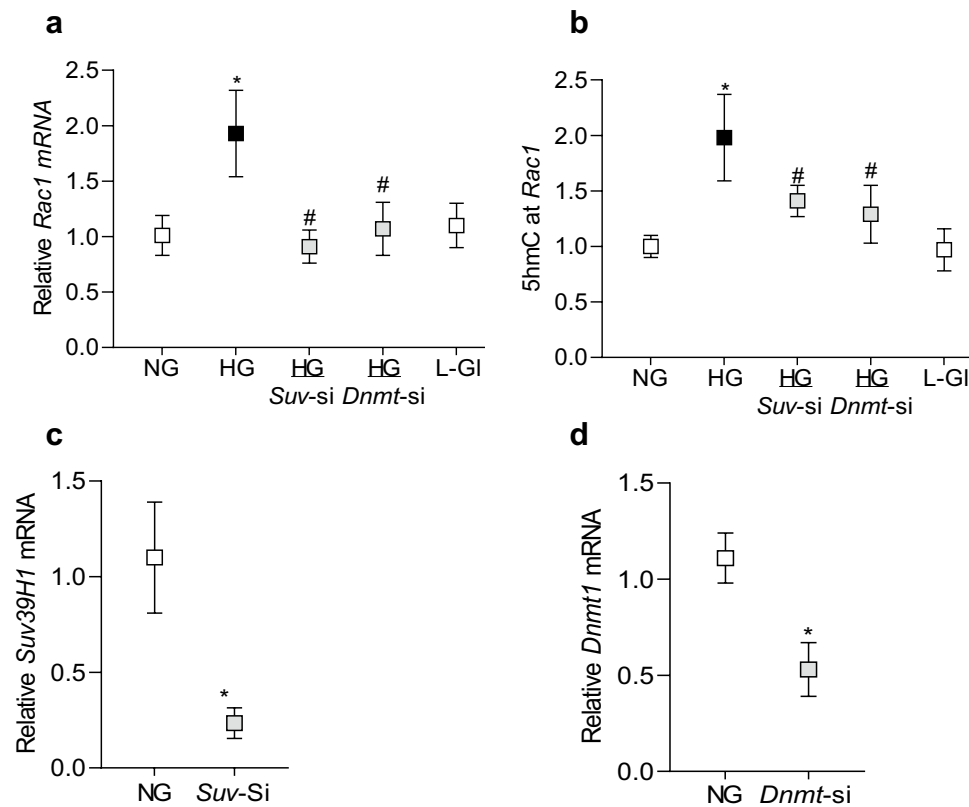 a
Relative Rac1 mRNA
2.5
2.0
1.5
1.0
0.5
0.0
*
#
#
NG HG HG HG L-Gl
Suv-si Dnmt-si
b
5hmC at Rac1
2.5
2.0
1.5
1.0
0.5
0.0
*
#
#
NG HG HG HG L-Gl
Suv-si Dnmt-si
c
Relative Suv39H1 mRNA
1.5
1.0
0.5
0.0
*
NG Suv-Si
d
Relative Dnmt1 mRNA
1.5
1.0
0.5
0.0
*
NG Dnmt-si